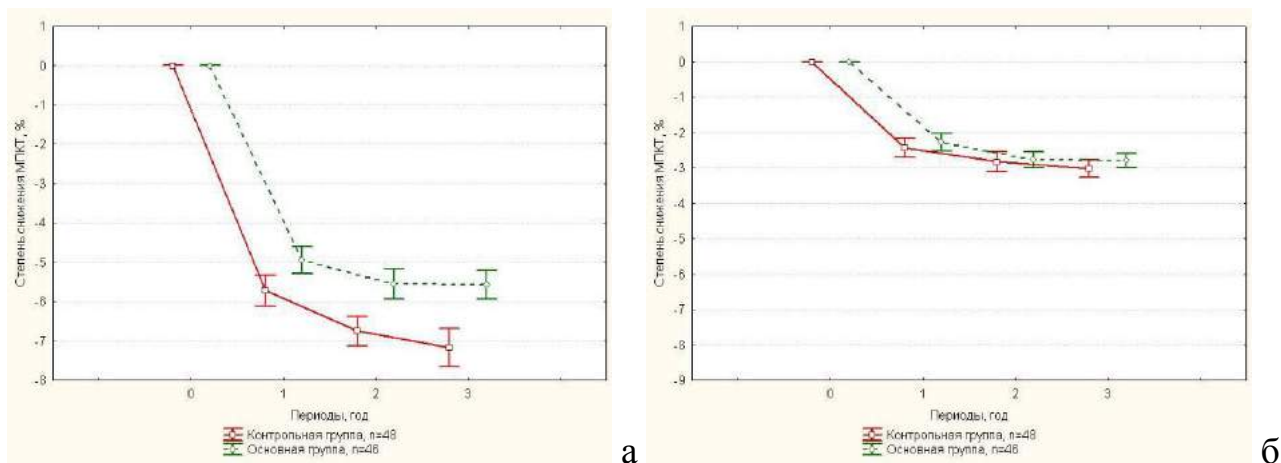 1
0
-1
-2
-3
-4
-5
-6
-7
-8
Степень снижения МПКТ, %
0 1 2 3
Периоды, год
Контрольная группа, n=48
Основная группа, n=46
а
1
0
-1
-2
-3
-4
-5
-6
-7
-8
-9
Степень снижения МПКТ, %
0 1 2 3
Периоды, год
Контрольная группа, n=48
Основная группа, n=46
б